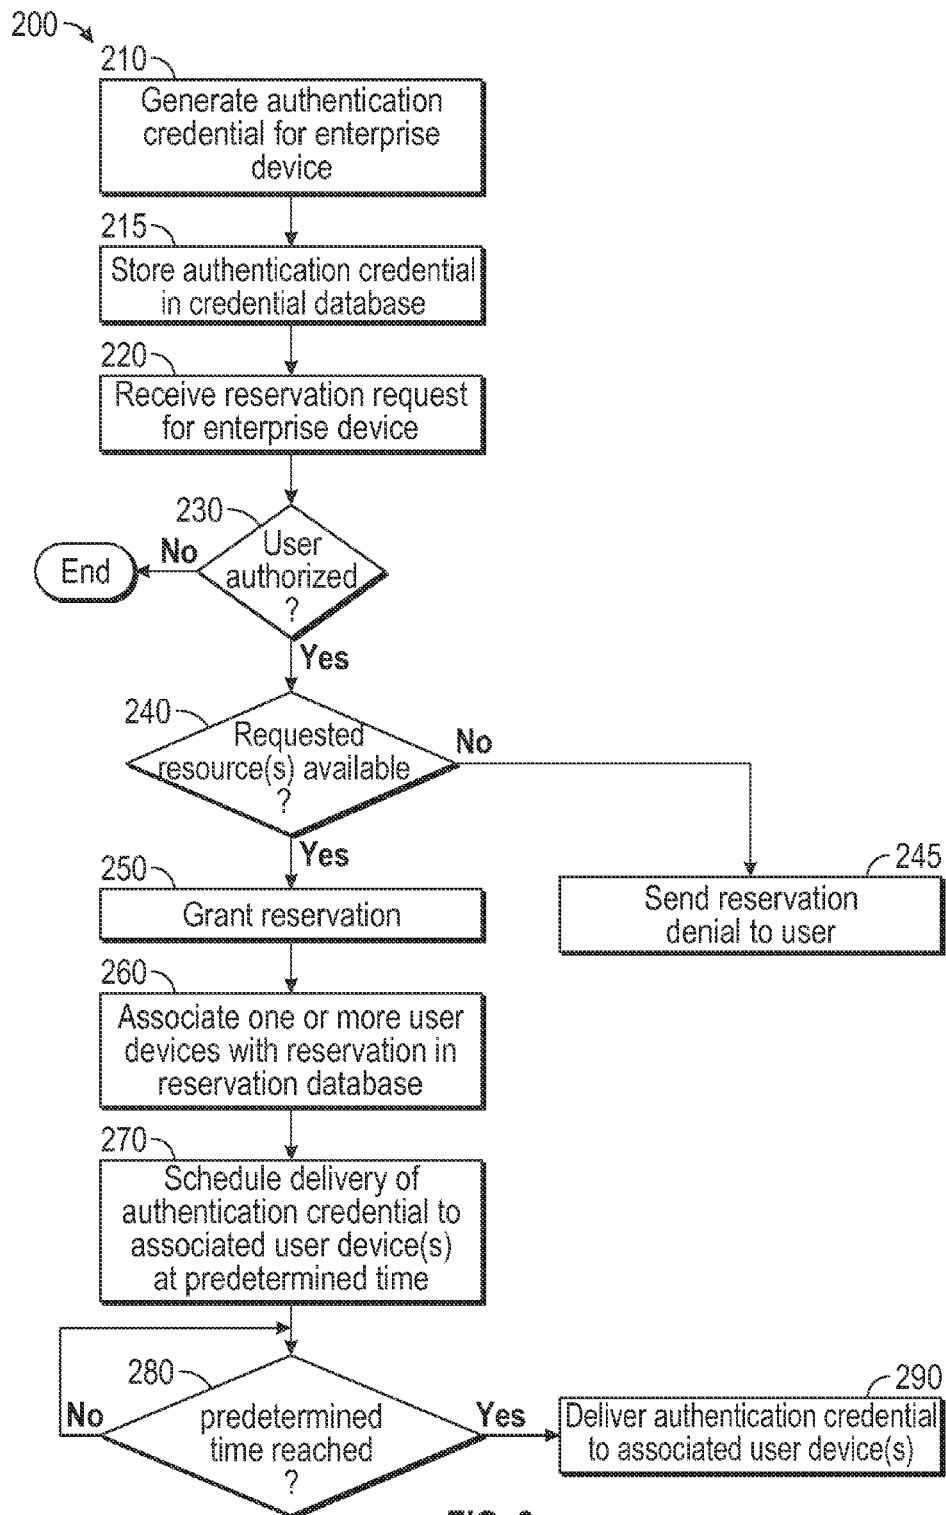 200
210
Generate authentication
credential for enterprise
device
215
Store authentication credential
in credential database
220
Receive reservation request
for enterprise device
230
User
authorized
?
No
End
Yes
240
Requested
resource(s) available
?
No
Yes
245
Send reservation
denial to user
250
Grant reservation
260
Associate one or more user
devices with reservation in
reservation database
270
Schedule delivery of
authentication credential to
associated user device(s)
at predetermined time
280
predetermined
time reached
?
No
Yes
290
Deliver authentication credential
to associated user device(s)